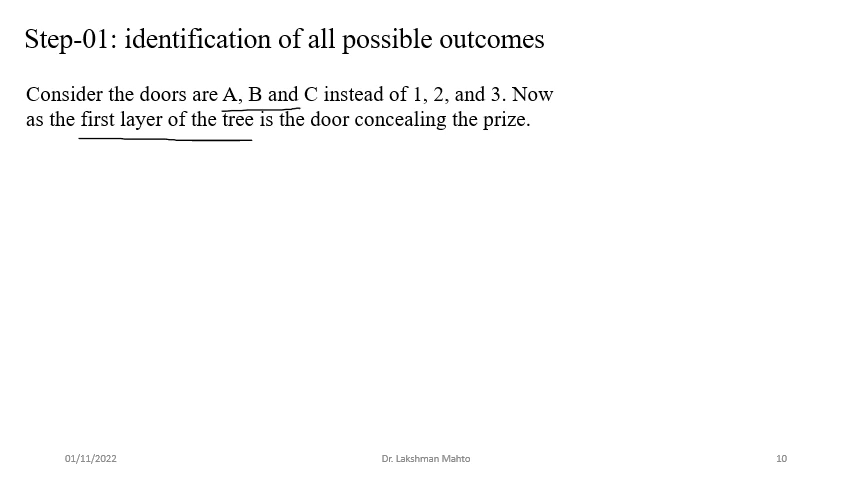 Step-01: identification of all possible outcomes
Consider the doors are A, B and C instead of 1, 2, and 3. Now
as the first layer of the tree is the door concealing the prize.
01/11/2022
Dr. Lakshman Mahto
10